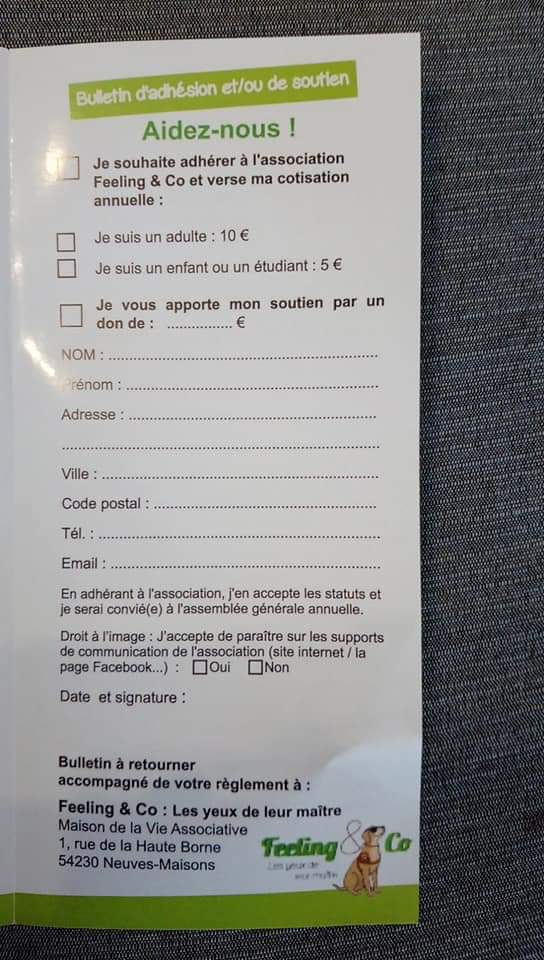 Bulletin d'adhésion et/ou de soutien
Aidez-nous !
Je souhaite adhérer à l'association
Feeling & Co et verse ma cotisation
annuelle :
Je suis un adulte : 10 €
Je suis un enfant ou un étudiant : 5 €
Je vous apporte mon soutien par un
don de : ................ €
NOM : ..................................................................
Prénom : ..............................................................
Adresse : .............................................................
..............................................................................
Ville : ....................................................................
Code postal : .......................................................
Tél. : .....................................................................
Email : ..................................................................
En adhérant à l'association, j'en accepte les statuts et
je serai convié(e) à l'assemblée générale annuelle.
Droit à l'image : J'accepte de paraître sur les supports
de communication de l'association (site internet / la
page Facebook...) : Oui Non
Date et signature :
Bulletin à retourner
accompagné de votre règlement à :
Feeling & Co : Les yeux de leur maître
Maison de la Vie Associative
1, rue de la Haute Borne
54230 Neuves-Maisons
Feeling & Co
Les yeux de
leur maître